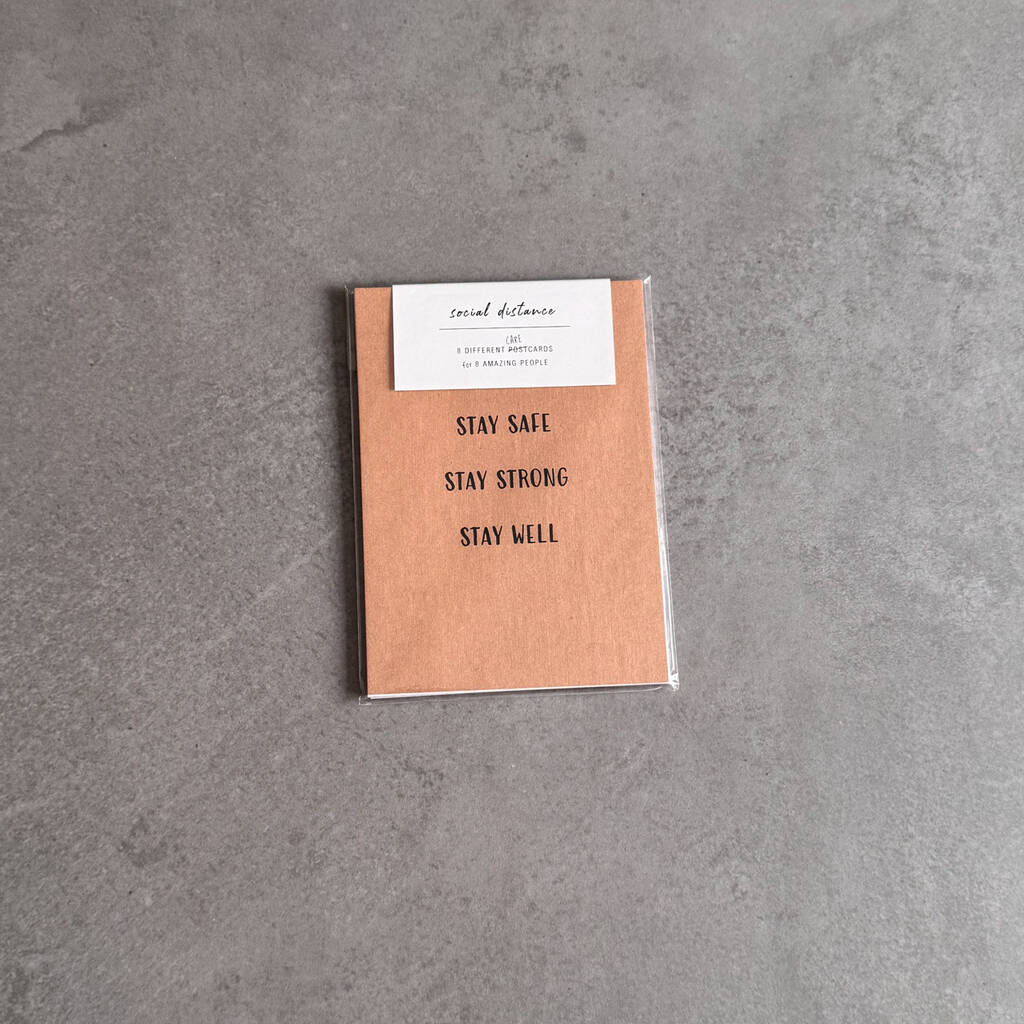 social distance
CARE
8 DIFFERENT POSTCARDS
for 8 AMAZING PEOPLE
STAY SAFE
STAY STRONG
STAY WELL